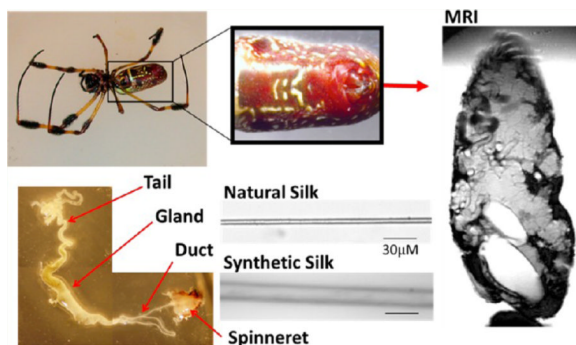 MRI
Tail
Gland
Duct
Spinneret
Natural Silk
30μM
Synthetic Silk